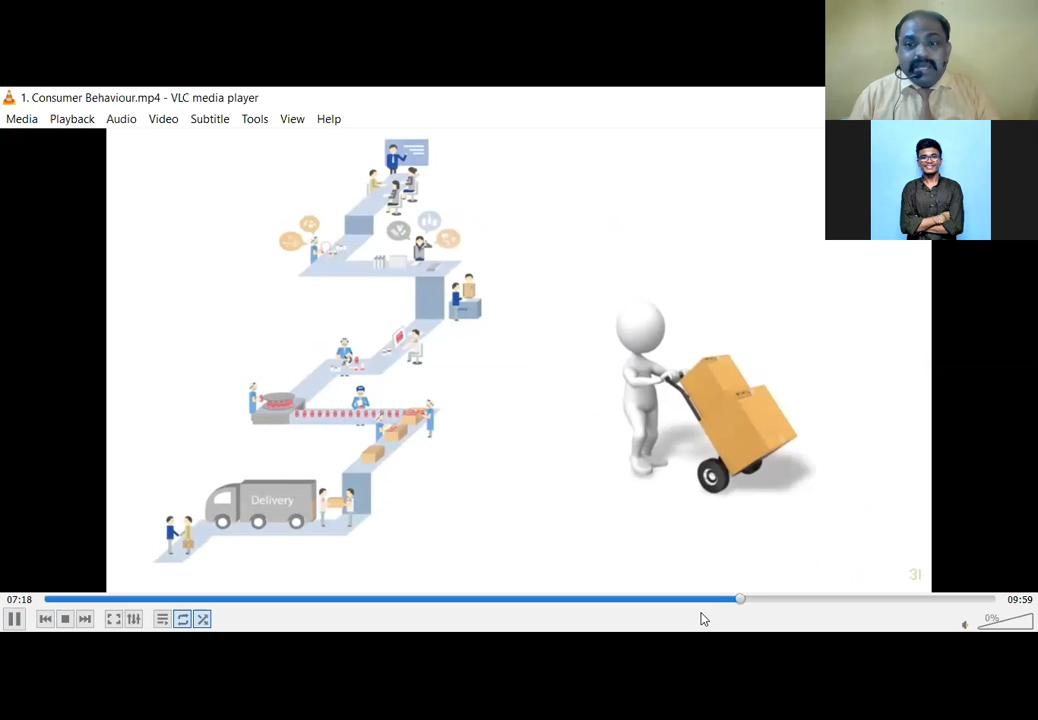 1. Consumer Behaviour.mp4 - VLC media player
Media Playback Audio Video Subtitle Tools View Help
Delivery
31
07:18
09:59
0%